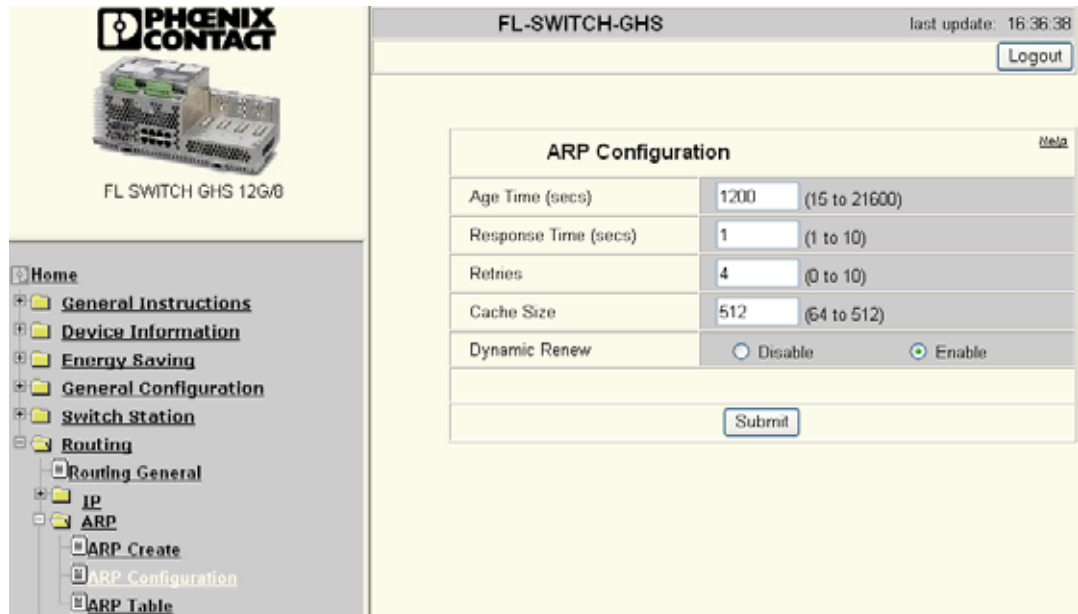 PHŒNIX
CONTACT
FL SWITCH GHS 12G/8
Home
General Instructions
Device Information
Energy Saving
General Configuration
Switch Station
Routing
Routing General
IP
ARP
ARP Create
ARP Configuration
ARP Table
FL-SWITCH-GHS last update: 16:36:38
Logout
ARP Configuration Help
Age Time (secs) 1200 (15 to 21600)
Response Time (secs) 1 (1 to 10)
Retries 4 (0 to 10)
Cache Size 512 (64 to 512)
Dynamic Renew Disable Enable
Submit